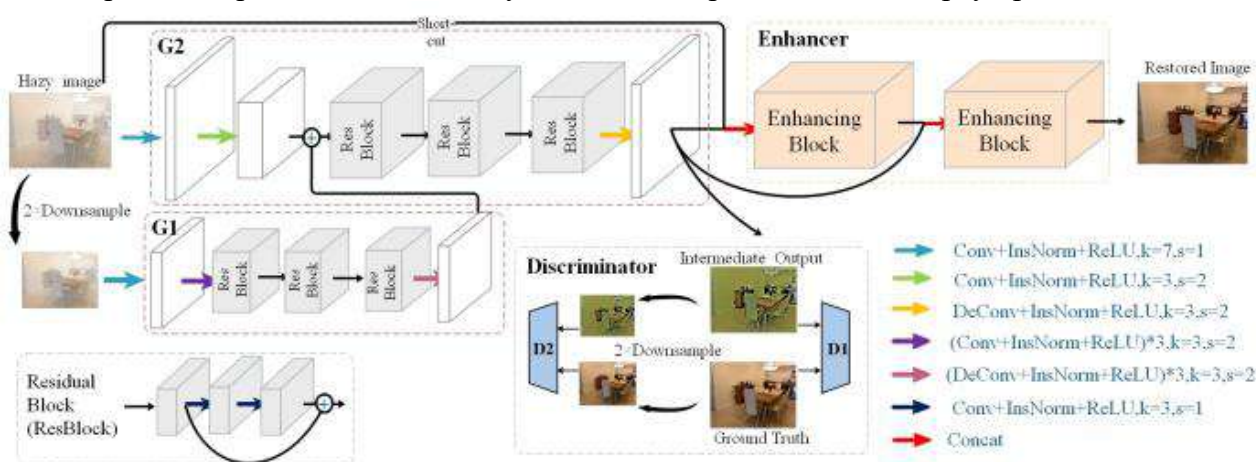 Short-
cut
G2
Enhancer
Hazy image
Restored Image
Res
Block
Res
Block
Res
Block
Enhancing
Block
Enhancing
Block
2×Downsample
G1
Res
Block
Res
Block
Res
Block
Discriminator
Intermediate Output
D2
2×Downsample
D1
Ground Truth
Residual
Block
(ResBlock)
Conv+InsNorm+ReLU,k=7,s=1
Conv+InsNorm+ReLU,k=3,s=2
DeConv+InsNorm+ReLU,k=3,s=2
(Conv+InsNorm+ReLU)*3,k=3,s=2
(DeConv+InsNorm+ReLU)*3,k=3,s=2
Conv+InsNorm+ReLU,k=3,s=1
Concat